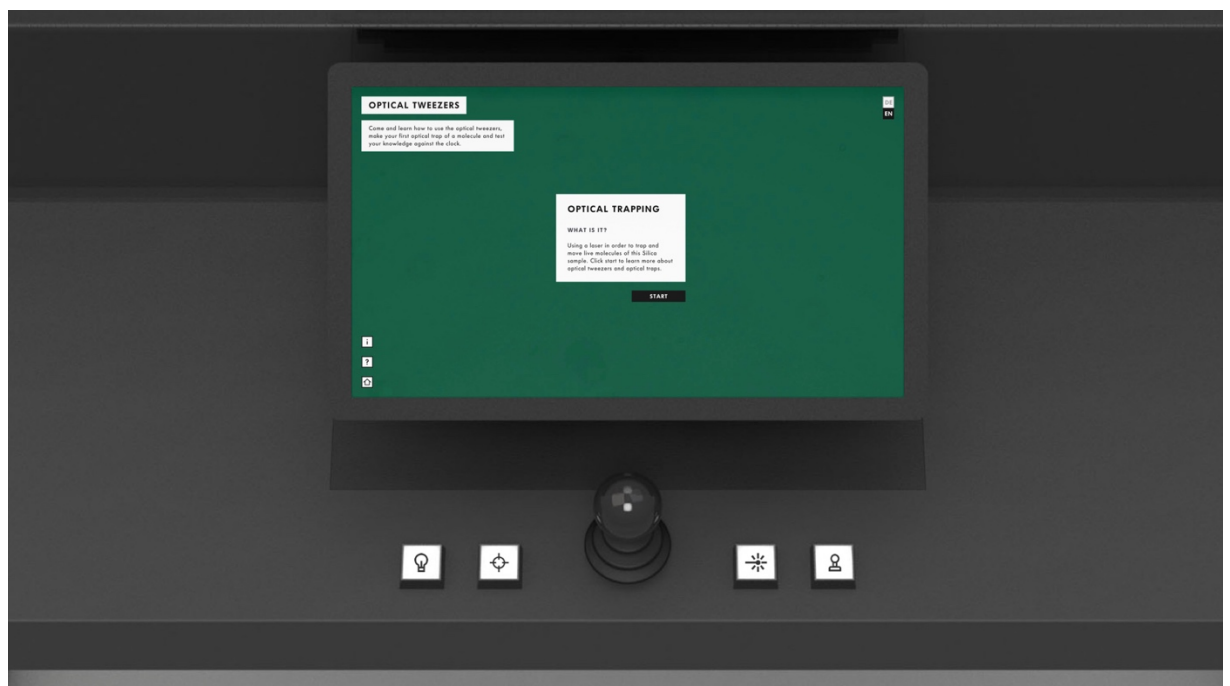 OPTICAL TWEEZERS
DE
EN
Come and learn how to use the optical tweezers,
make your first optical trap of a molecule and test
your knowledge against the clock.
OPTICAL TRAPPING
WHAT IS IT?
Using a laser in order to trap and
move live molecules of this Silica
sample. Click start to learn more about
optical tweezers and optical traps.
START
i
?